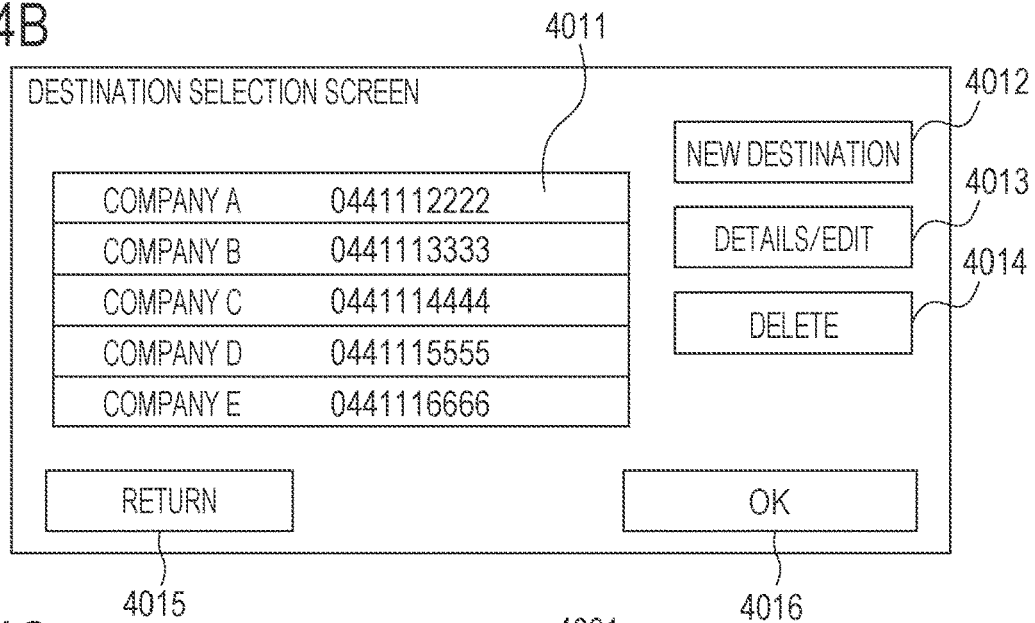 4B
4011
DESTINATION SELECTION SCREEN
4012
NEW DESTINATION
4013
COMPANY A 0441112222
DETAILS/EDIT
COMPANY B 0441113333
4014
COMPANY C 0441114444
DELETE
COMPANY D 0441115555
COMPANY E 0441116666
RETURN
OK
4015
4016